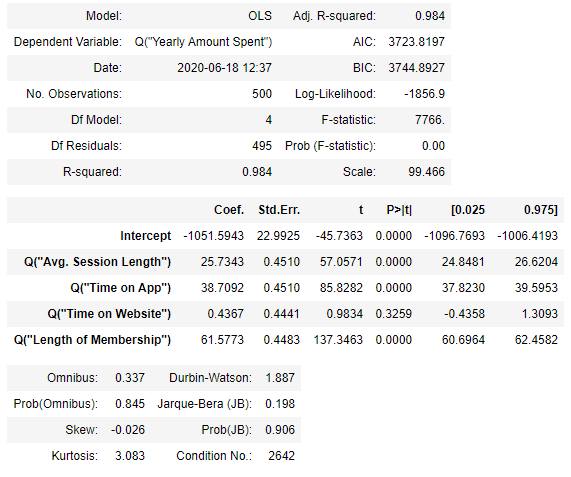 Model: OLS Adj. R-squared: 0.984
Dependent Variable: Q("Yearly Amount Spent") AIC: 3723.8197
Date: 2020-06-18 12:37 BIC: 3744.8927
No. Observations: 500 Log-Likelihood: -1856.9
Df Model: 4 F-statistic: 7766.
Df Residuals: 495 Prob (F-statistic): 0.00
R-squared: 0.984 Scale: 99.466
Coef. Std.Err. t P>|t| [0.025 0.975]
Intercept -1051.5943 22.9925 -45.7363 0.0000 -1096.7693 -1006.4193
Q("Avg. Session Length") 25.7343 0.4510 57.0571 0.0000 24.8481 26.6204
Q("Time on App") 38.7092 0.4510 85.8282 0.0000 37.8230 39.5953
Q("Time on Website") 0.4367 0.4441 0.9834 0.3259 -0.4358 1.3093
Q("Length of Membership") 61.5773 0.4483 137.3463 0.0000 60.6964 62.4582
Omnibus: 0.337 Durbin-Watson: 1.887
Prob(Omnibus): 0.845 Jarque-Bera (JB): 0.198
Skew: -0.026 Prob(JB): 0.906
Kurtosis: 3.083 Condition No.: 2642